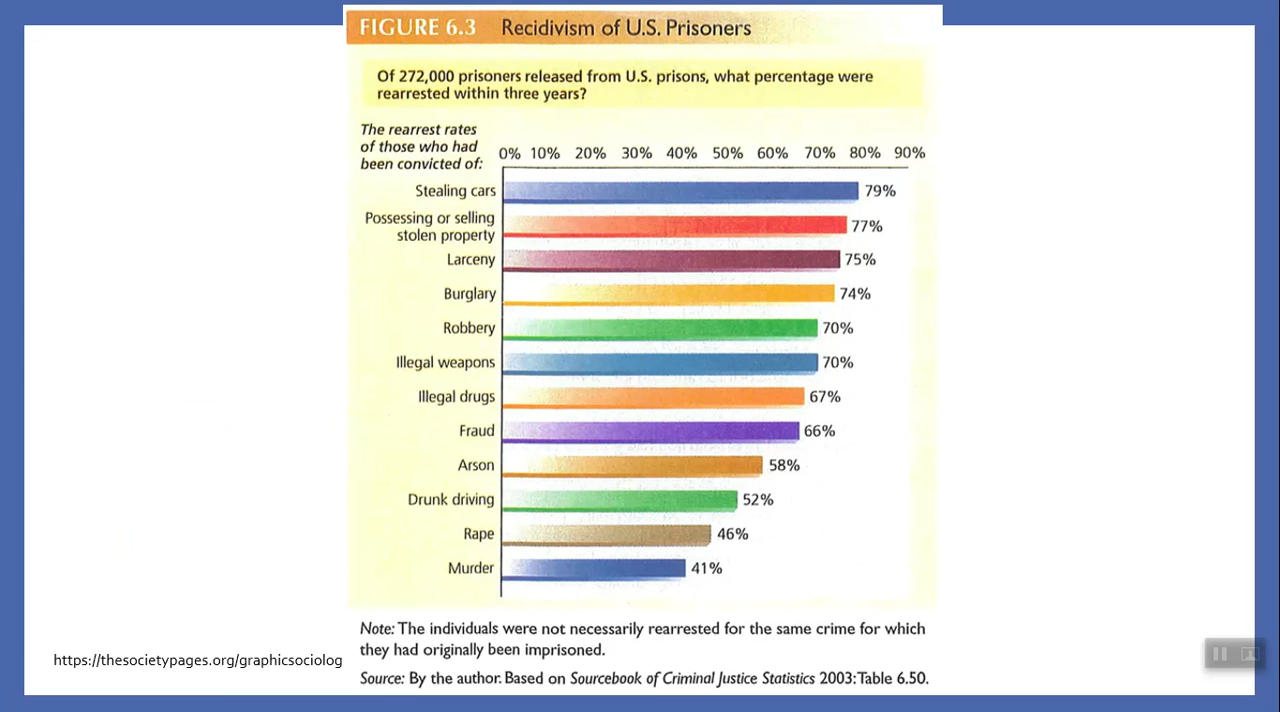 FIGURE 6.3 Recidivism of U.S. Prisoners
Of 272,000 prisoners released from U.S. prisons, what percentage were
rearrested within three years?
The rearrest rates
of those who had
been convicted of:
0% 10% 20% 30% 40% 50% 60% 70% 80% 90%
Stealing cars 79%
Possessing or selling
stolen property 77%
Larceny 75%
Burglary 74%
Robbery 70%
Illegal weapons 70%
Illegal drugs 67%
Fraud 66%
Arson 58%
Drunk driving 52%
Rape 46%
Murder 41%
Note: The individuals were not necessarily rearrested for the same crime for which
they had originally been imprisoned.
https://thesocietypages.org/graphicsociolog
Source: By the author. Based on Sourcebook of Criminal Justice Statistics 2003: Table 6.50.